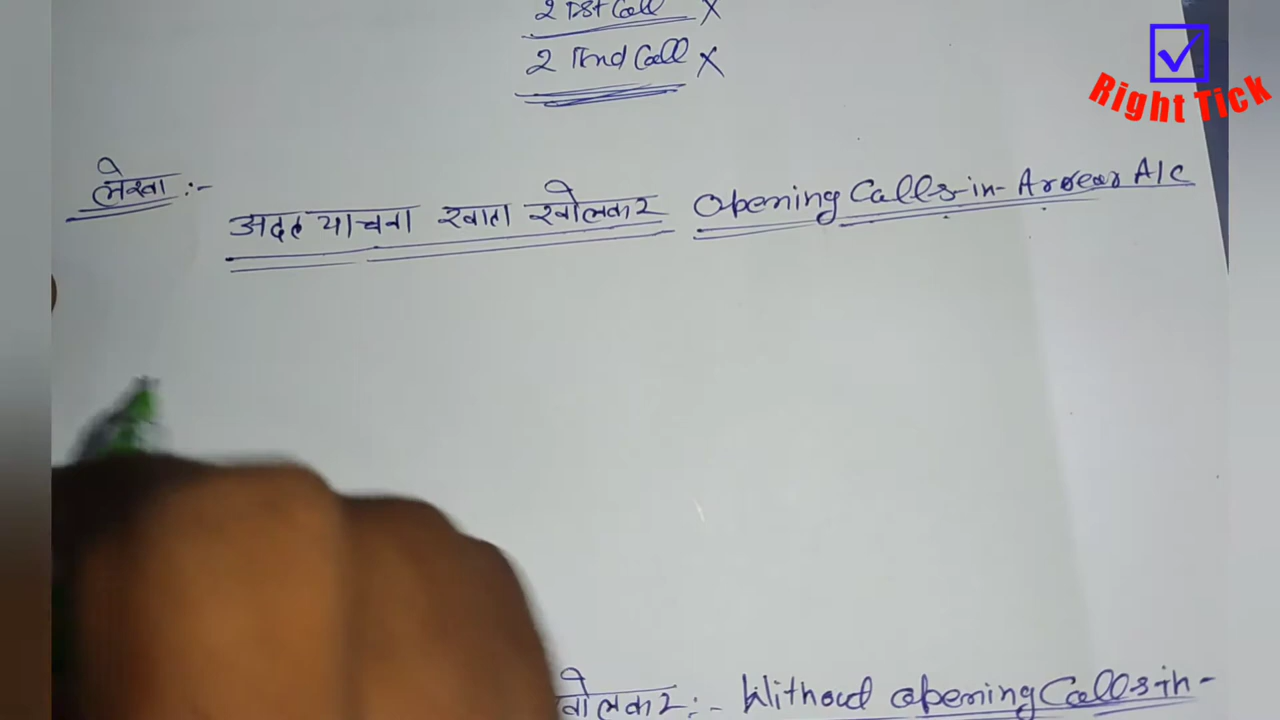 2 Ist Call X
2 IInd Call X
Right Tick
लेखा :-
अदत्त याचना खाता खोलकर Opening Calls-in-Arrear A/C
खोलकर :- Without opening Calls in-